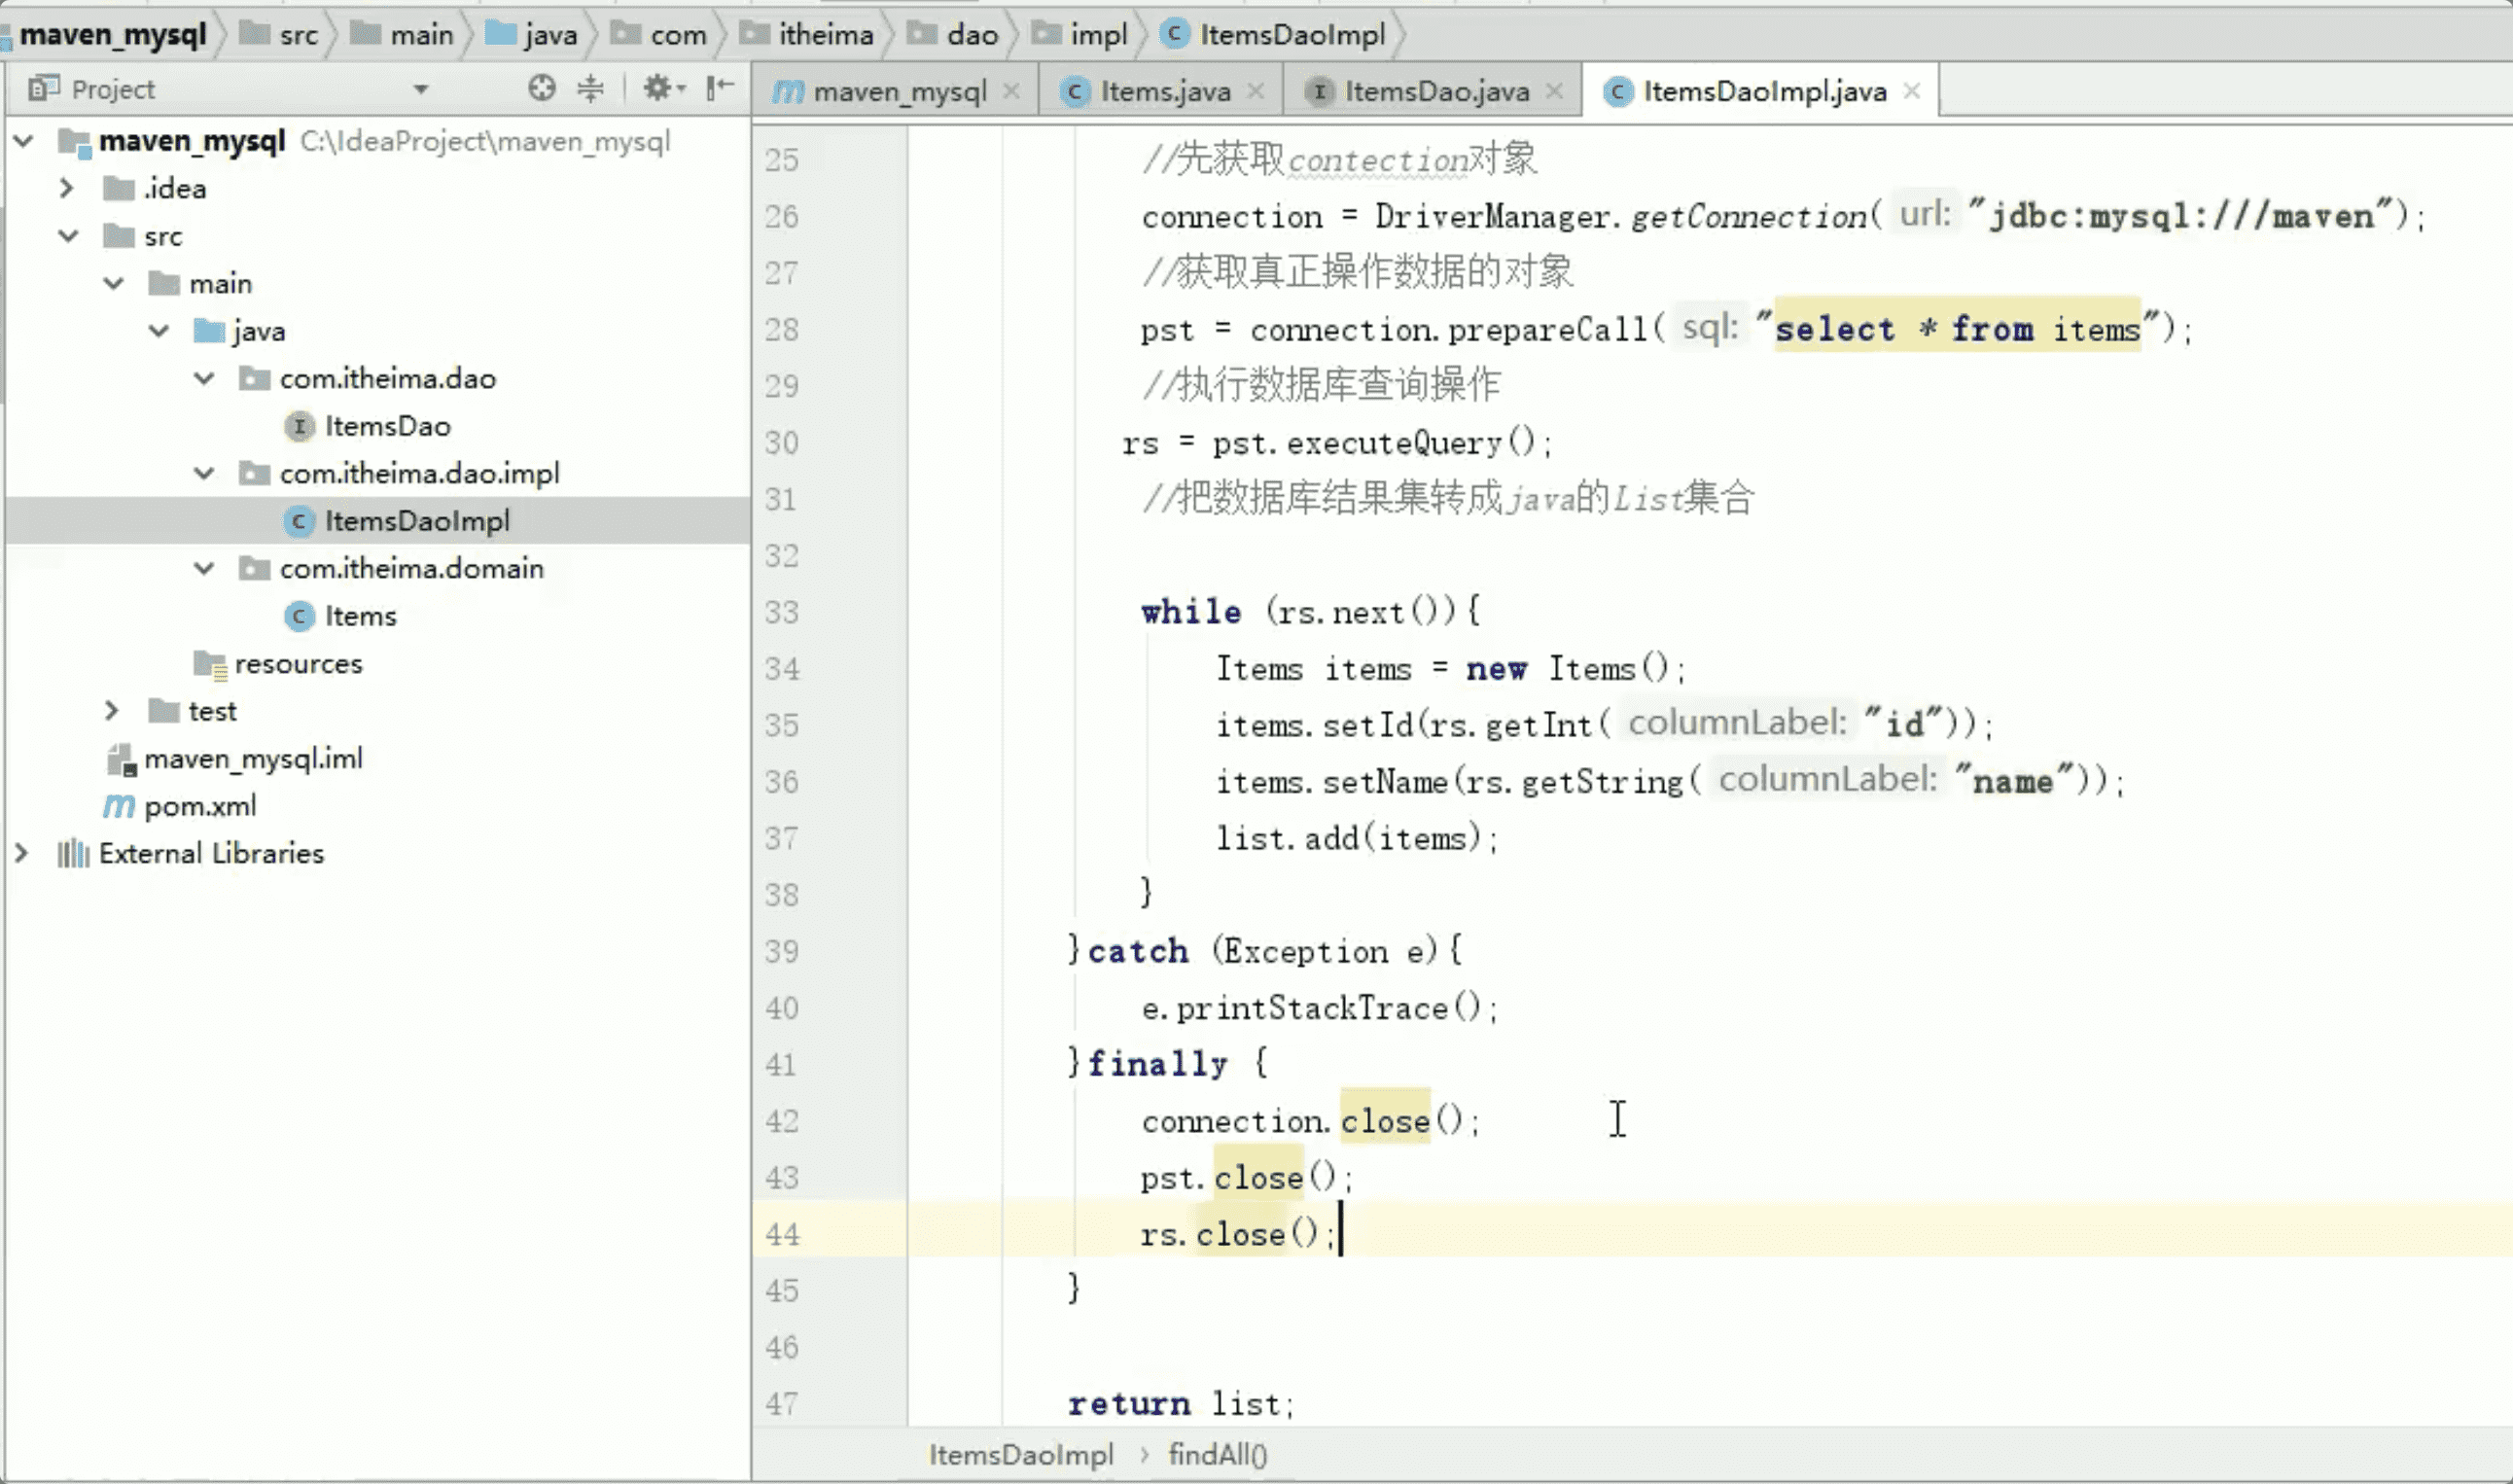 maven_mysql src main java com itheima dao impl ItemsDaoImpl
Project
maven_mysql Items.java ItemsDao.java ItemsDaoImpl.java
maven_mysql C:\IdeaProject\maven_mysql
.idea
src
main
java
com.itheima.dao
ItemsDao
com.itheima.dao.impl
ItemsDaoImpl
com.itheima.domain
Items
resources
test
maven_mysql.iml
pom.xml
External Libraries
25 //先获取contection对象
26 connection = DriverManager.getConnection( url: "jdbc:mysql:///maven");
27 //获取真正操作数据的对象
28 pst = connection.prepareCall( sql: "select * from items");
29 //执行数据库查询操作
30 rs = pst.executeQuery();
31 //把数据库结果集转成java的List集合
32
33 while (rs.next()){
34 Items items = new Items();
35 items.setId(rs.getInt( columnLabel: "id"));
36 items.setName(rs.getString( columnLabel: "name"));
37 list.add(items);
38 }
39 }catch (Exception e){
40 e.printStackTrace();
41 }finally {
42 connection.close();
43 pst.close();
44 rs.close();
45 }
46
47 return list;
ItemsDaoImpl › findAll()